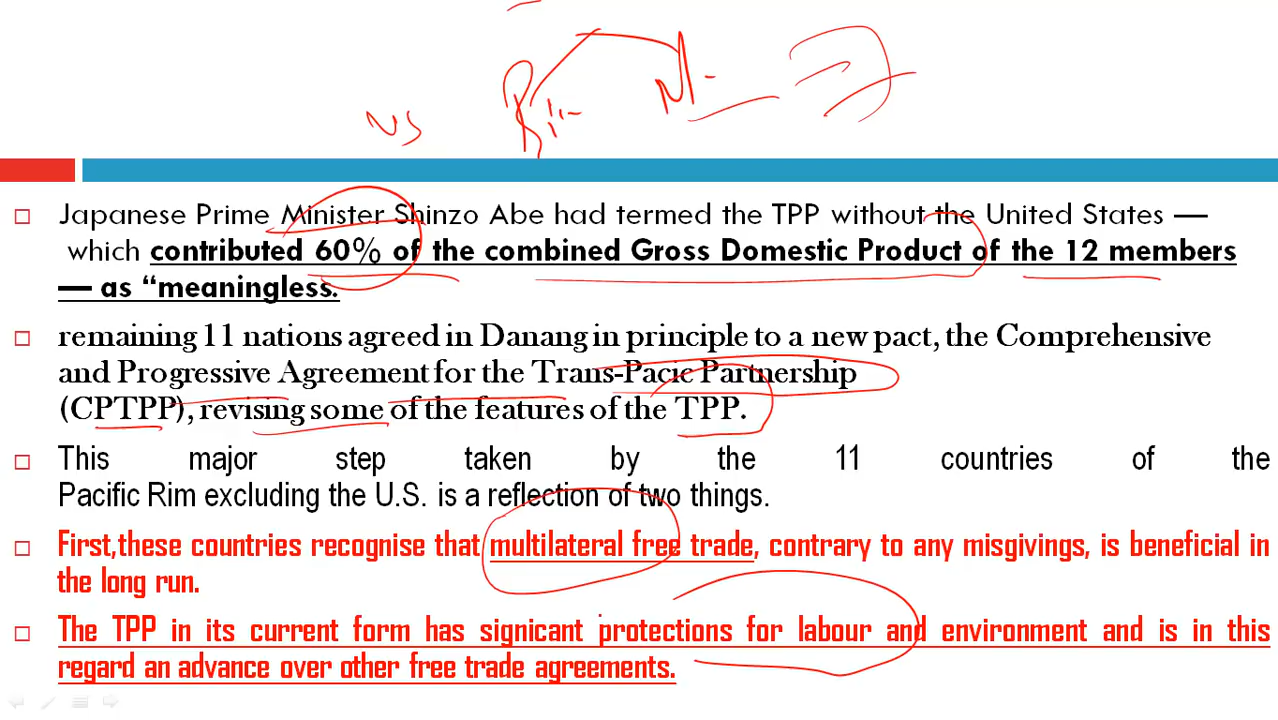 Japanese Prime Minister Shinzo Abe had termed the TPP without the United States —
which contributed 60% of the combined Gross Domestic Product of the 12 members
— as “meaningless.
remaining 11 nations agreed in Danang in principle to a new pact, the Comprehensive
and Progressive Agreement for the Trans-Pacic Partnership
(CPTPP), revising some of the features of the TPP.
This major step taken by the 11 countries of the
Pacific Rim excluding the U.S. is a reflection of two things.
First,these countries recognise that multilateral free trade, contrary to any misgivings, is beneficial in
the long run.
The TPP in its current form has signicant protections for labour and environment and is in this
regard an advance over other free trade agreements.